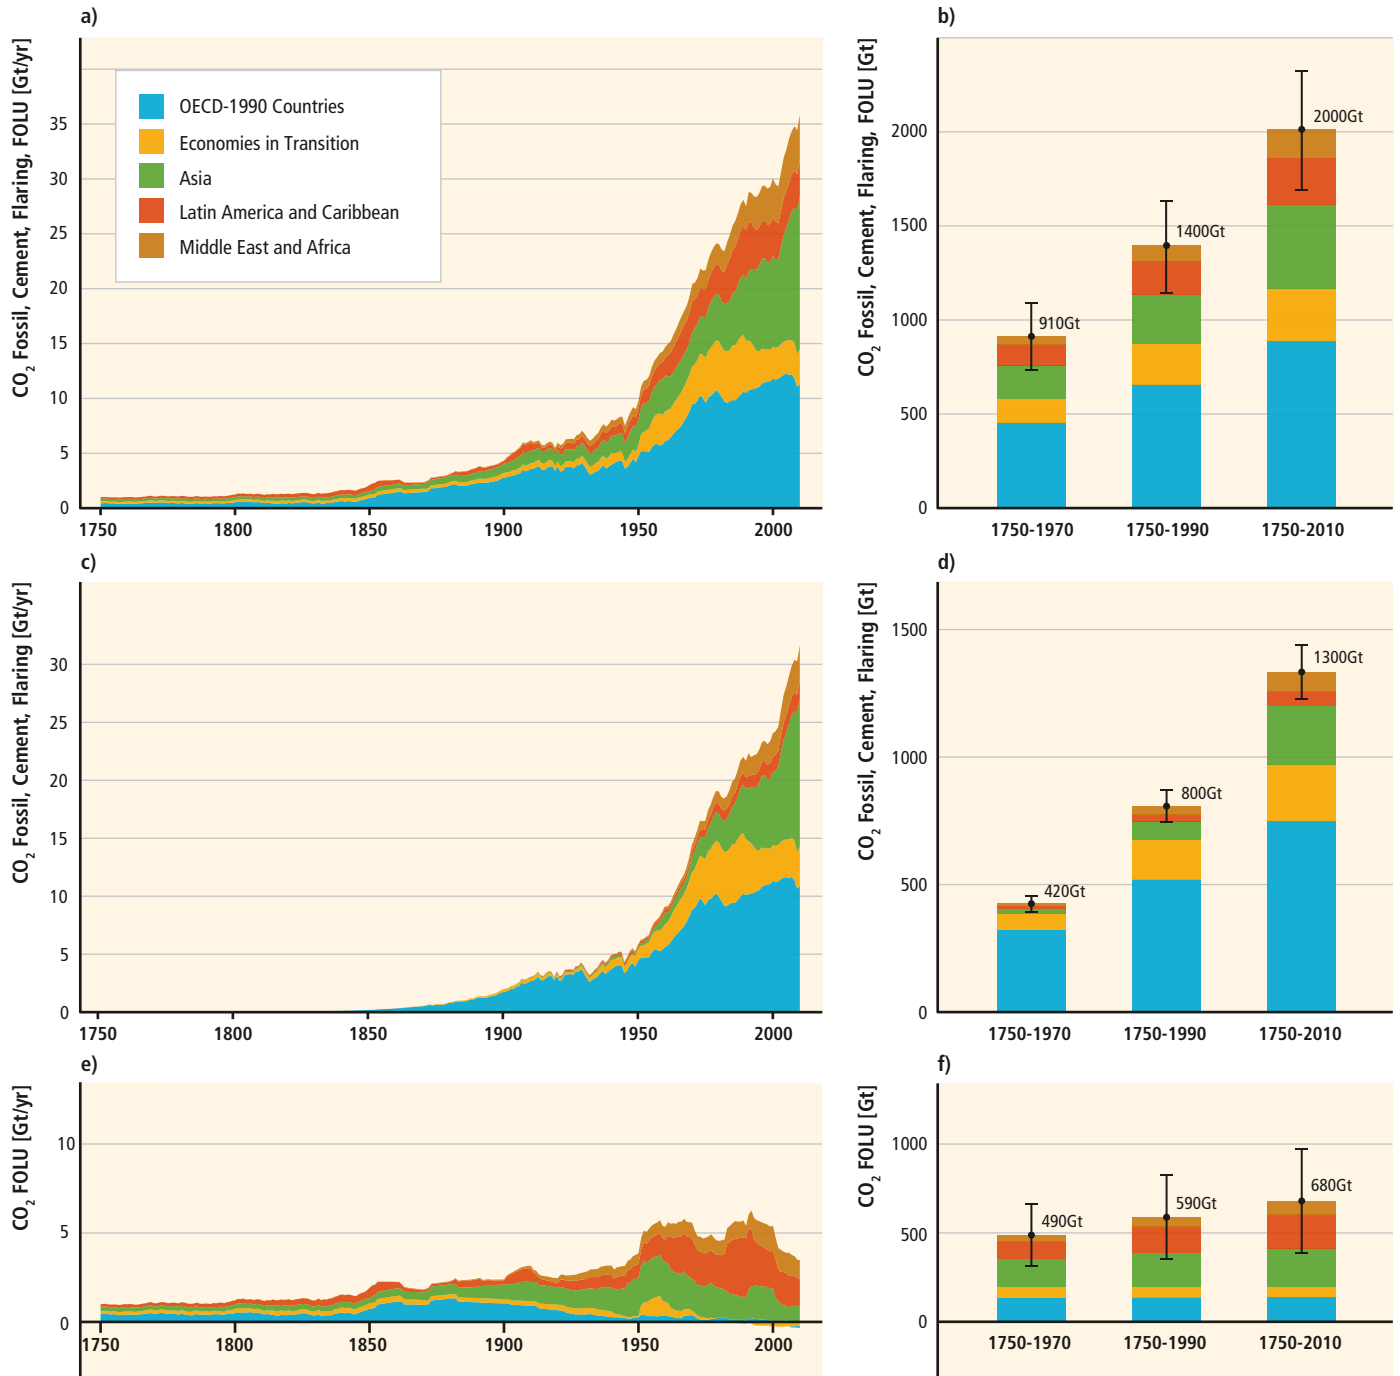 a)
CO2 Fossil, Cement, Flaring, FOLU [Gt/yr]
35
30
25
20
15
10
5
0
OECD-1990 Countries
Economies in Transition
Asia
Latin America and Caribbean
Middle East and Africa
1750 1800 1850 1900 1950 2000
b)
CO2 Fossil, Cement, Flaring, FOLU [Gt]
2000
1500
1000
500
0
910Gt
1400Gt
2000Gt
1750-1970 1750-1990 1750-2010
c)
CO2 Fossil, Cement, Flaring [Gt/yr]
30
25
20
15
10
5
0
1750 1800 1850 1900 1950 2000
d)
CO2 Fossil, Cement, Flaring [Gt]
1500
1000
500
0
420Gt
800Gt
1300Gt
1750-1970 1750-1990 1750-2010
e)
CO2 FOLU [Gt/yr]
10
5
0
1750 1800 1850 1900 1950 2000
f)
CO2 FOLU [Gt]
1000
500
0
490Gt
590Gt
680Gt
1750-1970 1750-1990 1750-2010